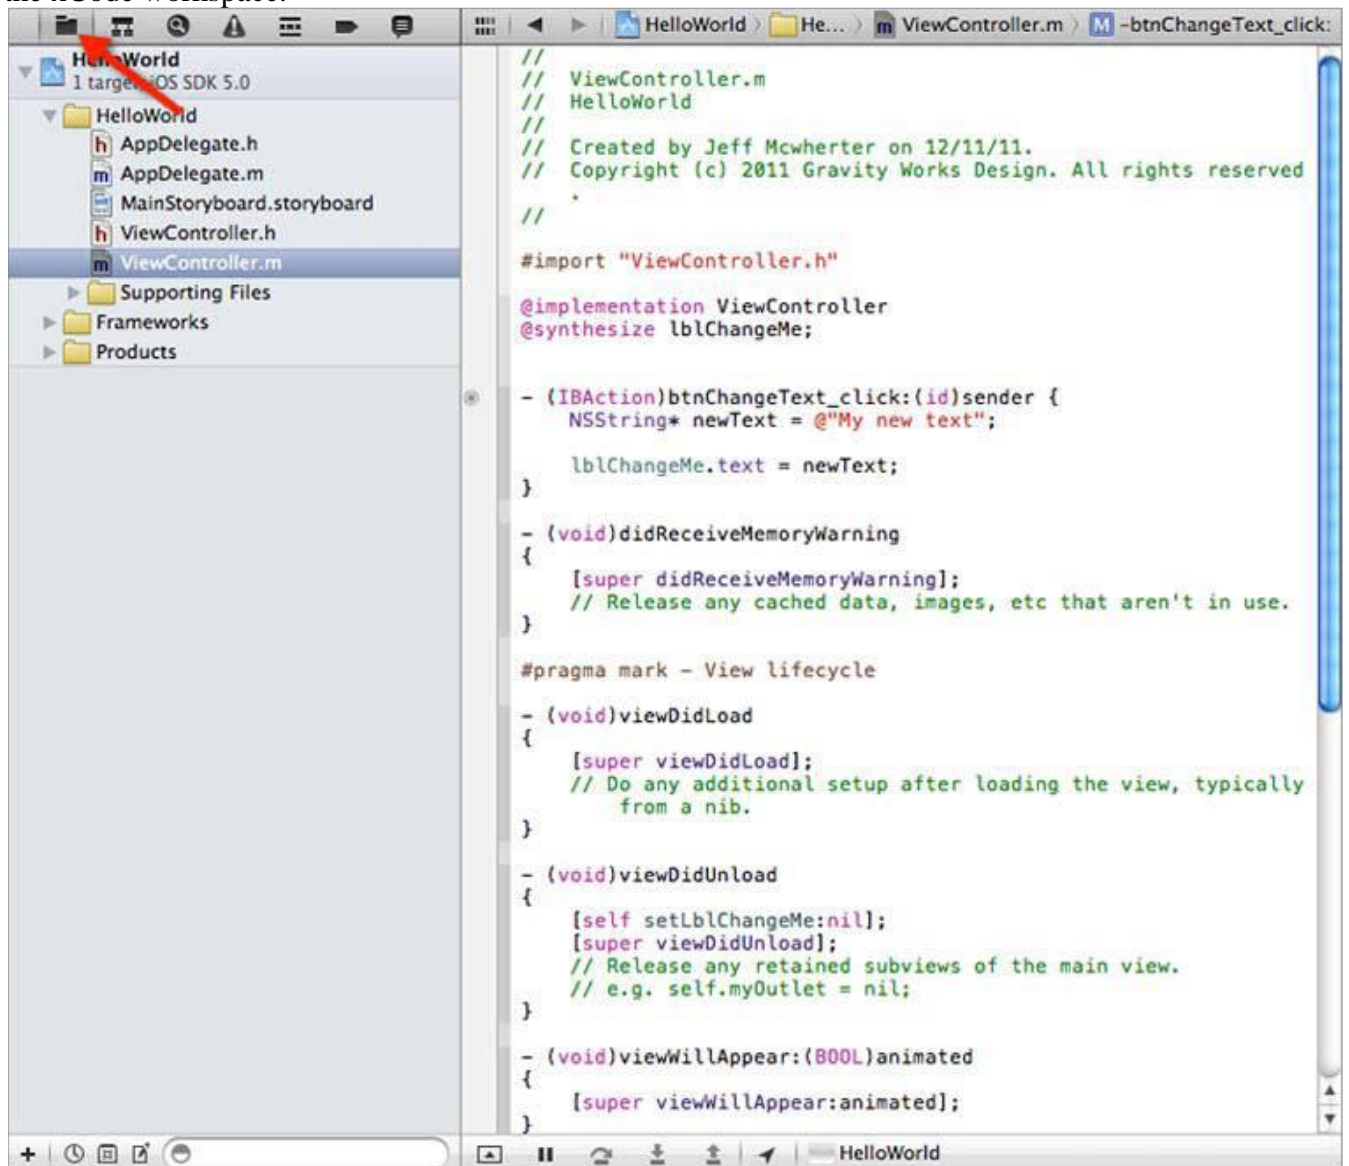 the xCode workspace.
HelloWorld He... ViewController.m M -btnChangeText_click:
HelloWorld
1 target, iOS SDK 5.0
HelloWorld
h AppDelegate.h
m AppDelegate.m
MainStoryboard.storyboard
h ViewController.h
m ViewController.m
Supporting Files
Frameworks
Products
//
// ViewController.m
// HelloWorld
//
// Created by Jeff Mcwherter on 12/11/11.
// Copyright (c) 2011 Gravity Works Design. All rights reserved
.
//
#import "ViewController.h"
@implementation ViewController
@synthesize lblChangeMe;
- (IBAction)btnChangeText_click:(id)sender {
NSString* newText = @"My new text";
lblChangeMe.text = newText;
}
- (void)didReceiveMemoryWarning
{
[super didReceiveMemoryWarning];
// Release any cached data, images, etc that aren't in use.
}
#pragma mark - View lifecycle
- (void)viewDidLoad
{
[super viewDidLoad];
// Do any additional setup after loading the view, typically
from a nib.
}
- (void)viewDidUnload
{
[self setLblChangeMe:nil];
[super viewDidUnload];
// Release any retained subviews of the main view.
// e.g. self.myOutlet = nil;
}
- (void)viewWillAppear:(BOOL)animated
{
[super viewWillAppear:animated];
}
HelloWorld